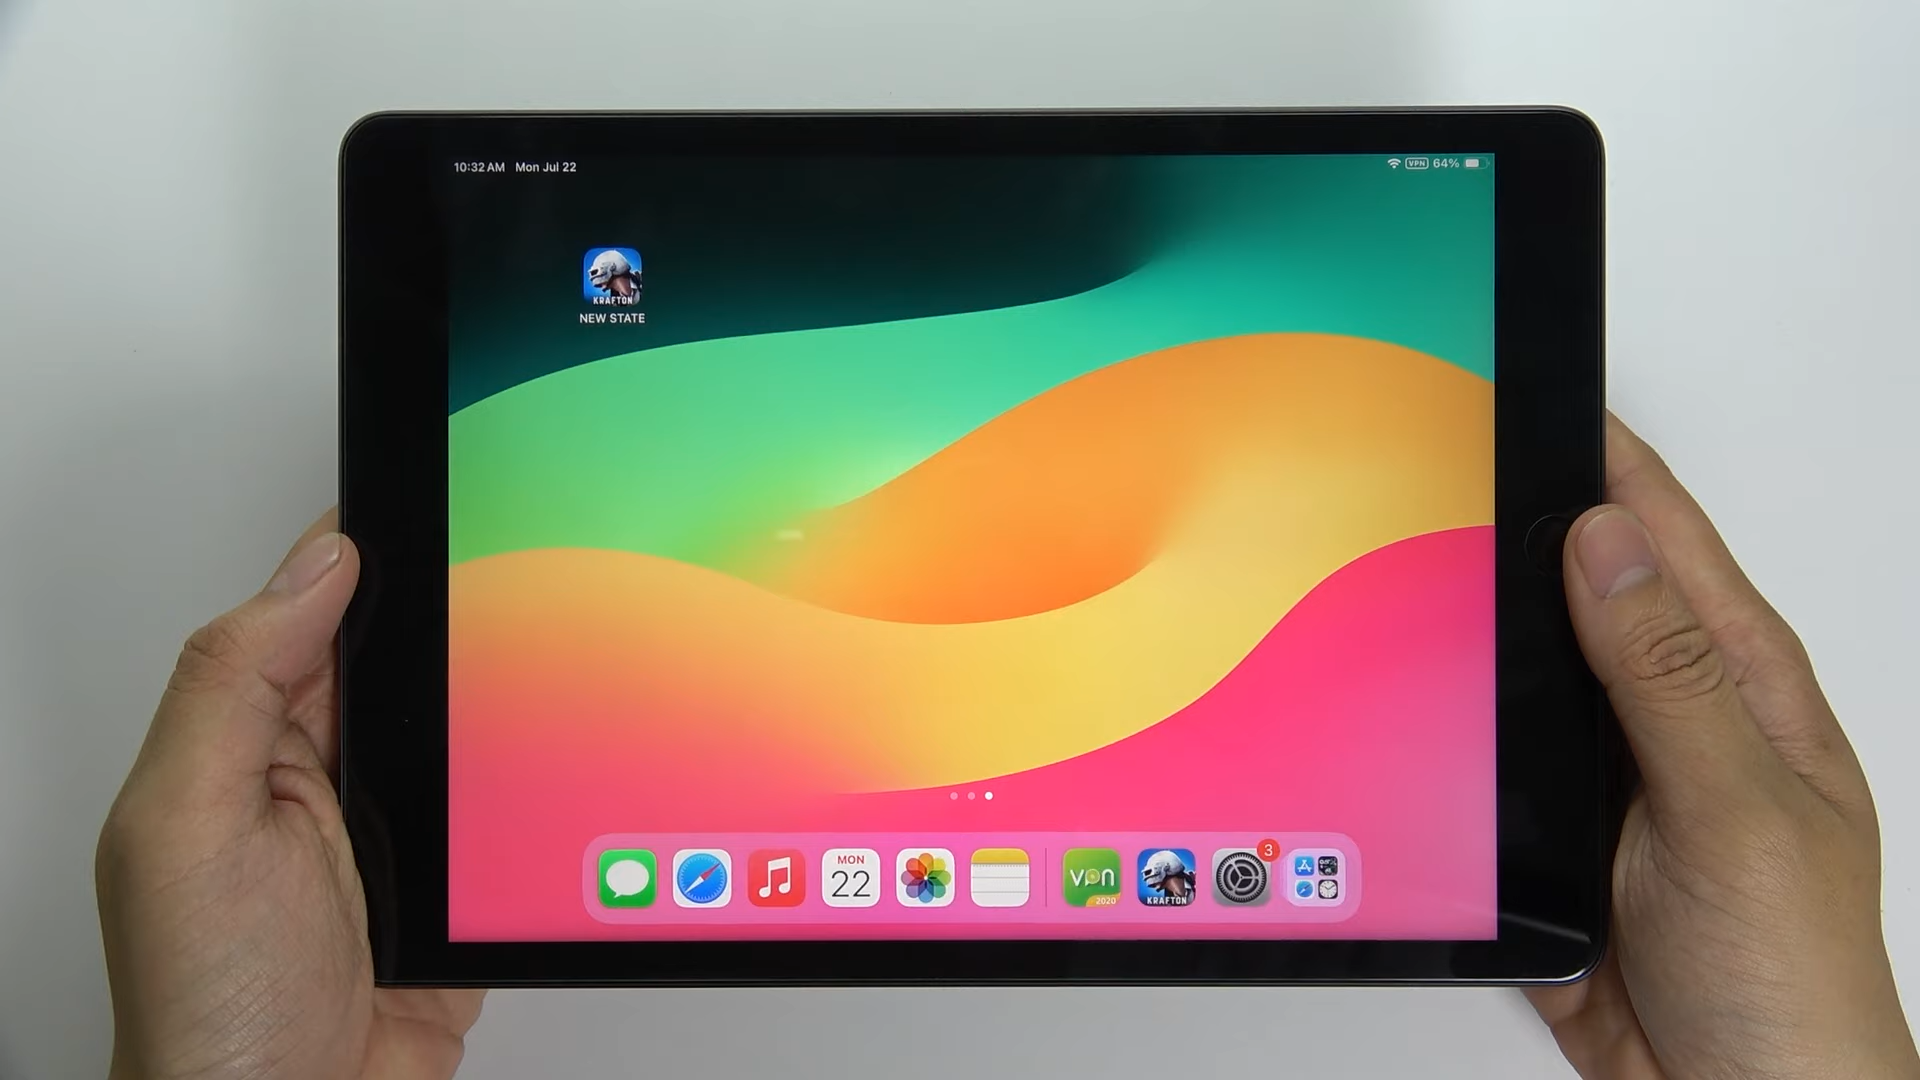 10:32 AM Mon Jul 22
VPN 64%
KRAFTON
NEW STATE
MON
22
vpn
2020
KRAFTON
3